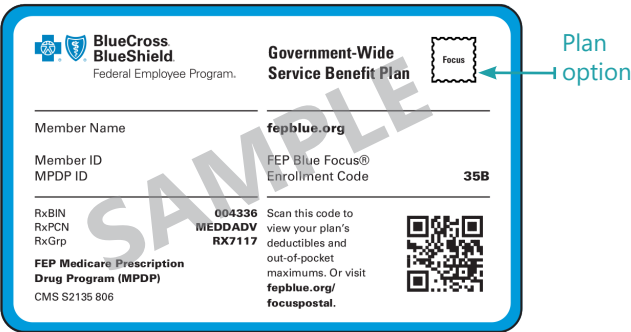 BlueCross.
BlueShield.
Federal Employee Program.
Government-Wide
Service Benefit Plan
Focus
Plan
option
Member Name
Member ID
MPDP ID
fepblue.org
FEP Blue Focus®
Enrollment Code 35B
RxBIN 004336
RxPCN MEDDADV
RxGrp RX7117
FEP Medicare Prescription
Drug Program (MPDP)
CMS S2135 806
Scan this code to
view your plan's
deductibles and
out-of-pocket
maximums. Or visit
fepblue.org/
focuspostal.
SAMPLE